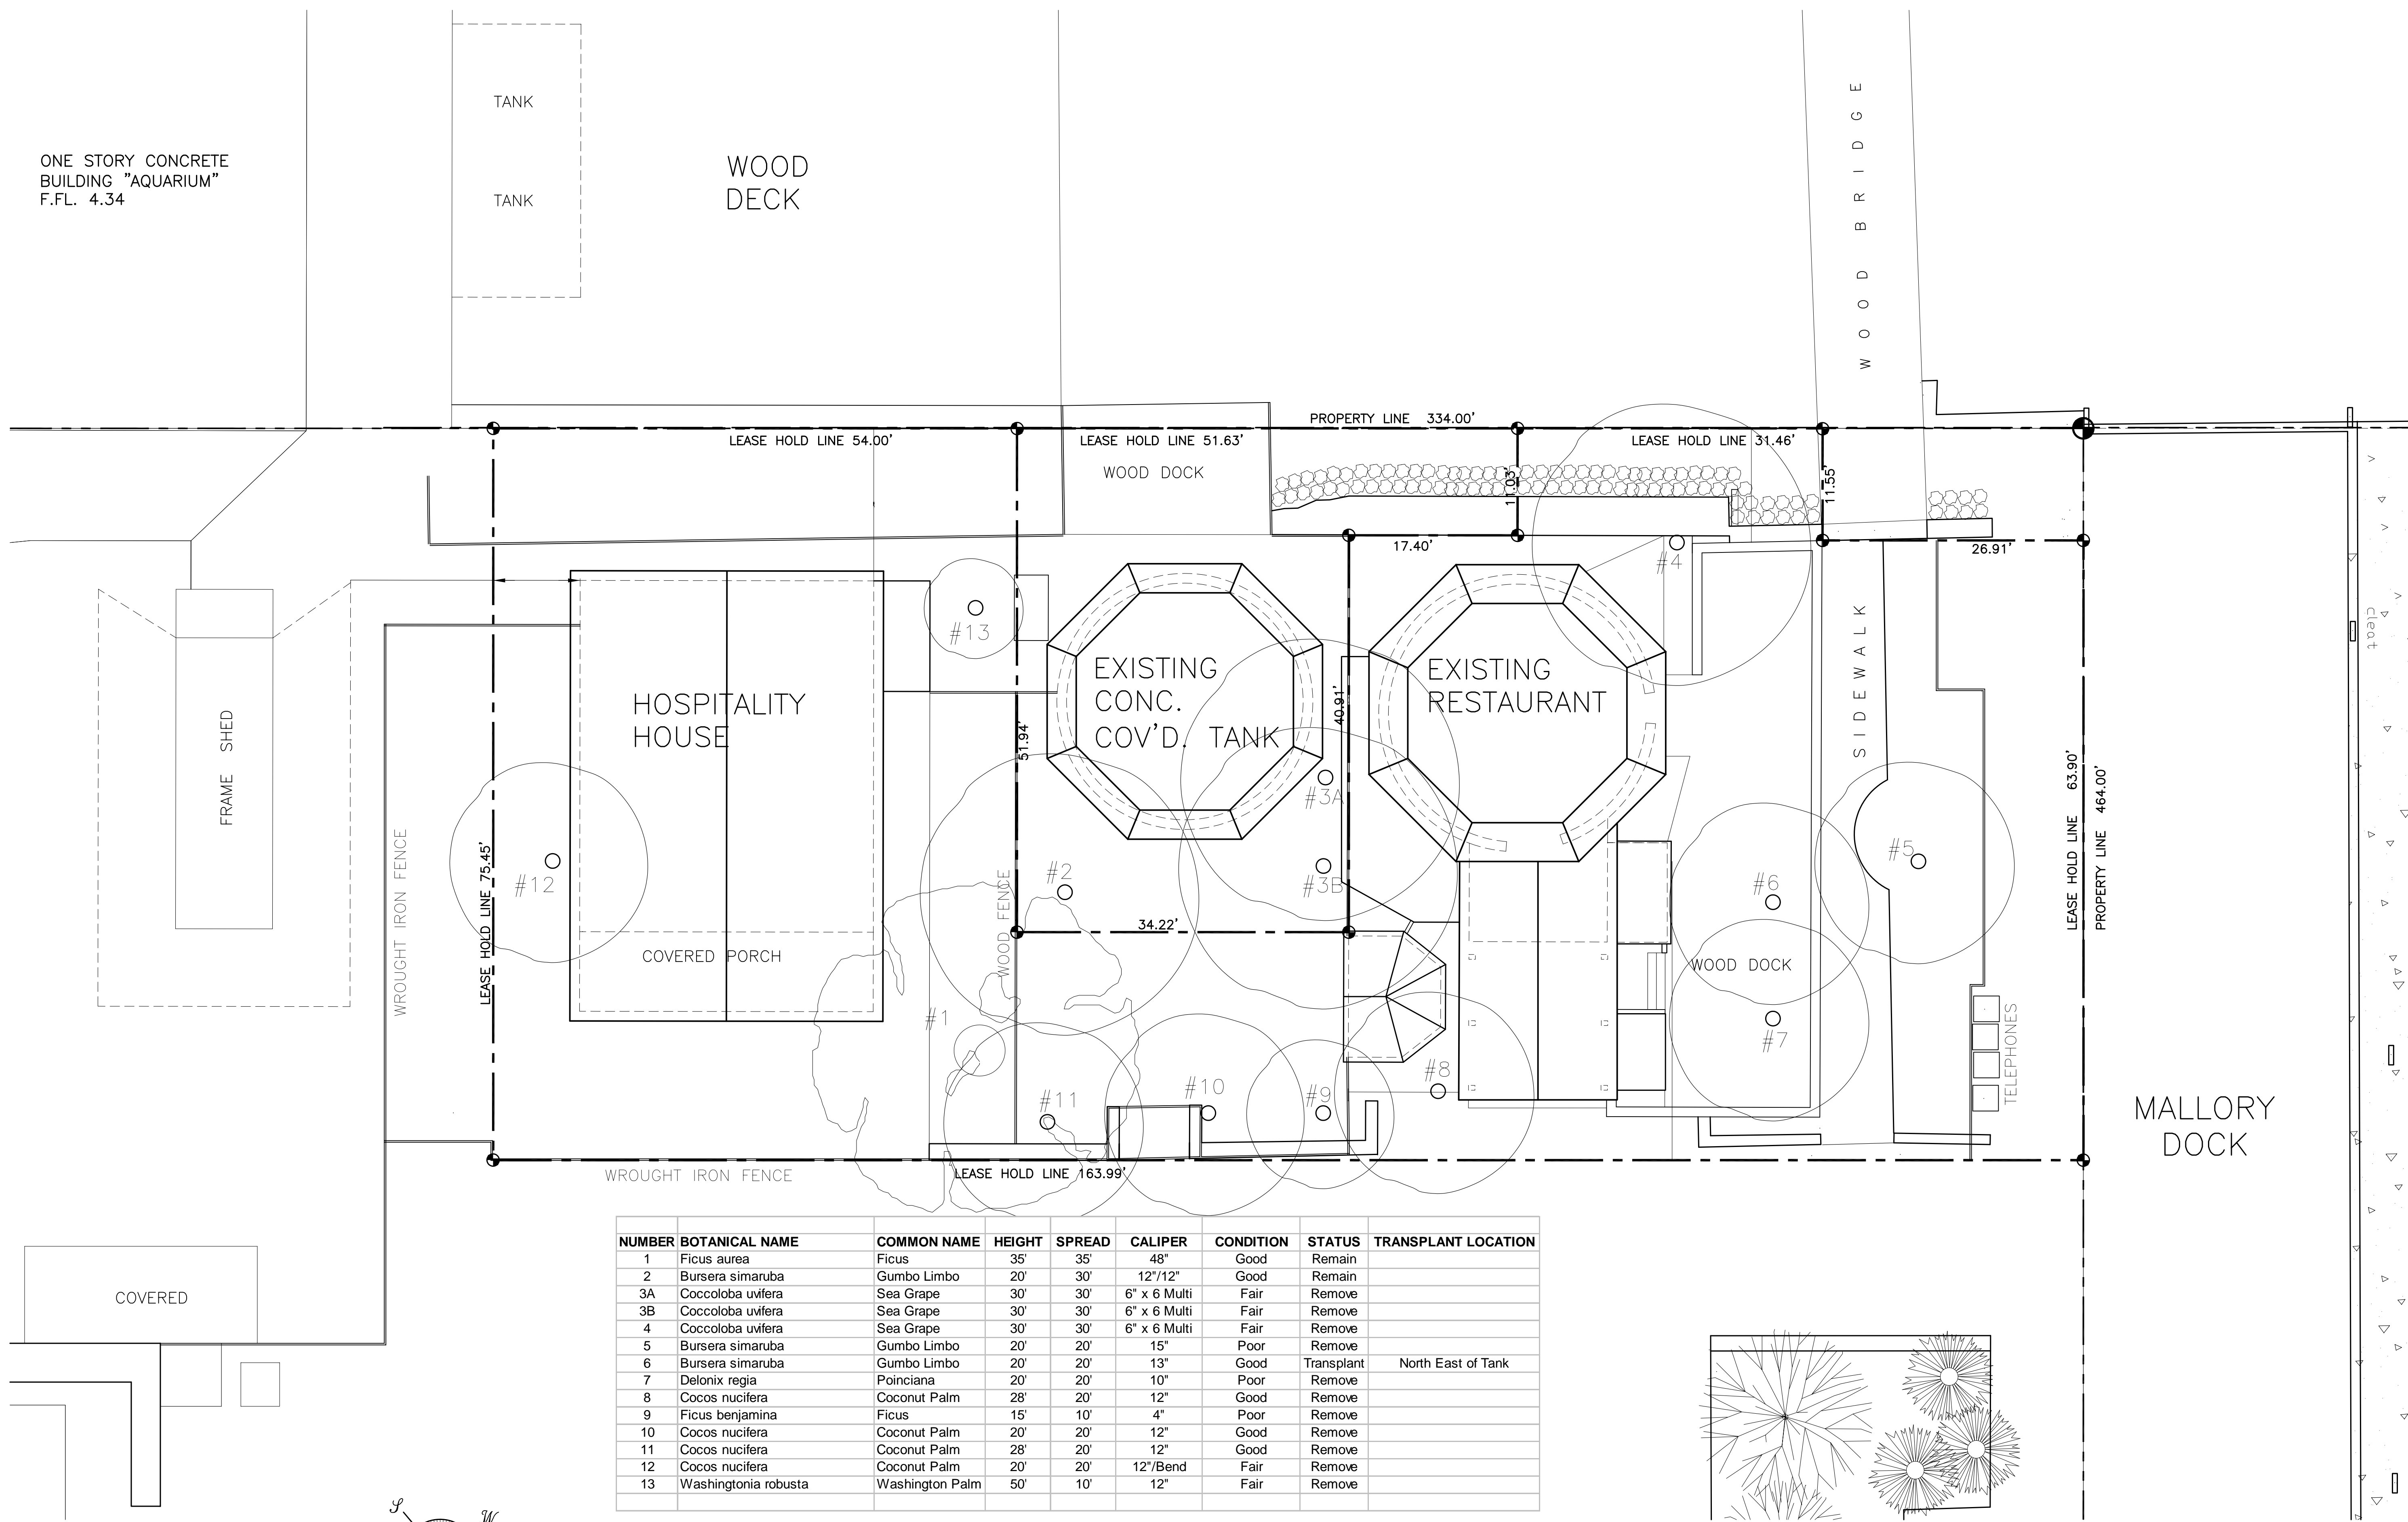 TANK
ONE STORY CONCRETE
BUILDING "AQUARIUM"
F.FL. 4.34
TANK
WOOD
DECK
WOOD BRIDGE
PROPERTY LINE 334.00'
LEASE HOLD LINE 54.00'
LEASE HOLD LINE 51.63'
LEASE HOLD LINE 31.46'
WOOD DOCK
11.03'
11.55'
17.40'
26.91'
#4
#13
cleat
SIDEWALK
EXISTING
CONC.
COV'D. TANK
EXISTING
RESTAURANT
HOSPITALITY
HOUSE
FRAME SHED
51.94'
40.91'
#3A
#3B
#2
#5
#6
#12
LEASE HOLD LINE 63.90'
PROPERTY LINE 464.00'
WROUGHT IRON FENCE
LEASE HOLD LINE 75.45'
WOOD FENCE
34.22'
COVERED PORCH
WOOD DOCK
#1
#7
#8
#9
#10
#11
TELEPHONES
MALLORY
DOCK
WROUGHT IRON FENCE
LEASE HOLD LINE 163.99'
NUMBER BOTANICAL NAME COMMON NAME HEIGHT SPREAD CALIPER CONDITION STATUS TRANSPLANT LOCATION
1 Ficus aurea Ficus 35' 35' 48" Good Remain
2 Bursera simaruba Gumbo Limbo 20' 30' 12"/12" Good Remain
3A Coccoloba uvifera Sea Grape 30' 30' 6" x 6 Multi Fair Remove
3B Coccoloba uvifera Sea Grape 30' 30' 6" x 6 Multi Fair Remove
4 Coccoloba uvifera Sea Grape 30' 30' 6" x 6 Multi Fair Remove
5 Bursera simaruba Gumbo Limbo 20' 20' 15" Poor Remove
6 Bursera simaruba Gumbo Limbo 20' 20' 13" Good Transplant North East of Tank
7 Delonix regia Poinciana 20' 20' 10" Poor Remove
8 Cocos nucifera Coconut Palm 28' 20' 12" Good Remove
9 Ficus benjamina Ficus 15' 10' 4" Poor Remove
10 Cocos nucifera Coconut Palm 20' 20' 12" Good Remove
11 Cocos nucifera Coconut Palm 28' 20' 12" Good Remove
12 Cocos nucifera Coconut Palm 20' 20' 12"/Bend Fair Remove
13 Washingtonia robusta Washington Palm 50' 10' 12" Fair Remove
COVERED
S
W